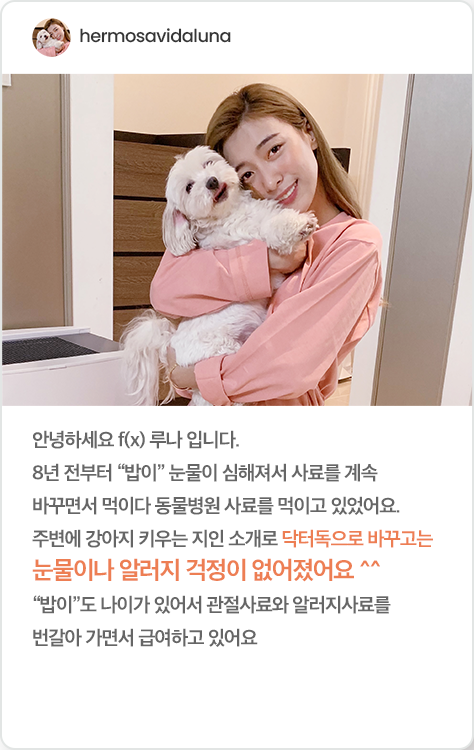 hermosavidaluna
안녕하세요 f(x) 루나 입니다.
8년 전부터 “밥이” 눈물이 심해져서 사료를 계속
바꾸면서 먹이다 동물병원 사료를 먹이고 있었어요.
주변에 강아지 키우는 지인 소개로 닥터독으로 바꾸고는
눈물이나 알러지 걱정이 없어졌어요 ^^
“밥이”도 나이가 있어서 관절사료와 알러지사료를
번갈아 가면서 급여하고 있어요